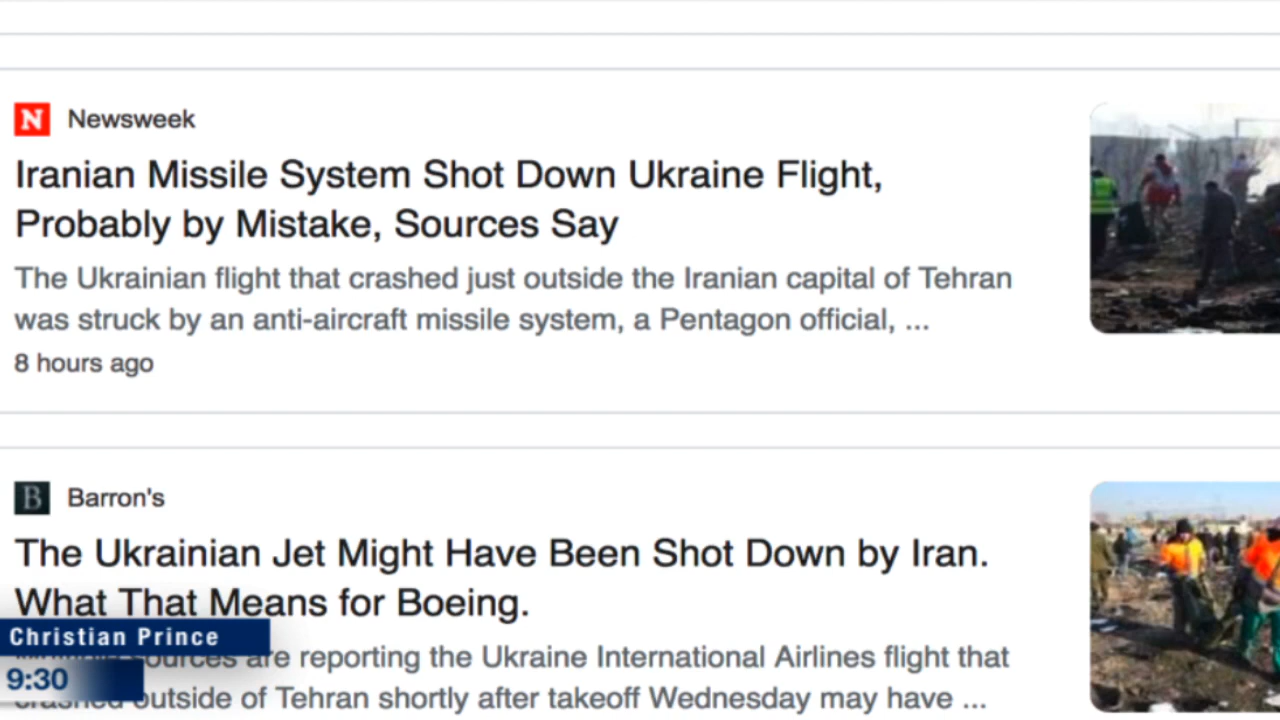 N Newsweek
Iranian Missile System Shot Down Ukraine Flight,
Probably by Mistake, Sources Say
The Ukrainian flight that crashed just outside the Iranian capital of Tehran
was struck by an anti-aircraft missile system, a Pentagon official, ...
8 hours ago
B Barron's
The Ukrainian Jet Might Have Been Shot Down by Iran.
What That Means for Boeing.
Christian Prince
sources are reporting the Ukraine International Airlines flight that
9:30
crashed outside of Tehran shortly after takeoff Wednesday may have ...